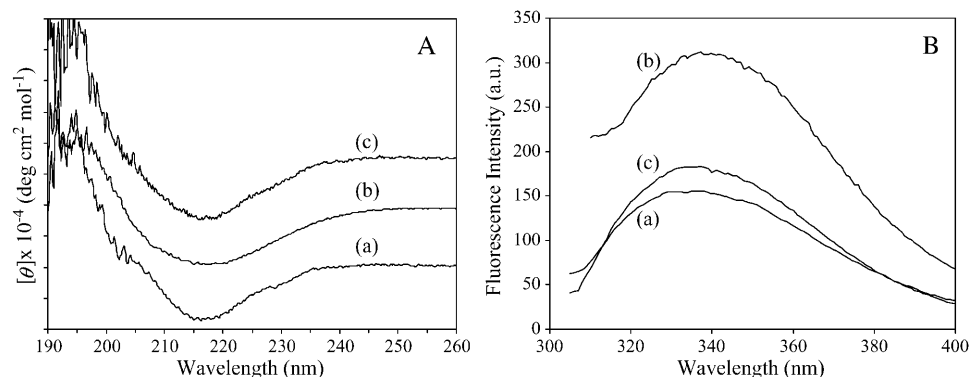 A
[θ]x 10-4 (deg cm2 mol-1)
(c)
(b)
(a)
190 200 210 220 230 240 250 260
Wavelength (nm)
B
Fluorescence Intensity (a.u.)
350
300
250
200
150
100
50
0
(b)
(c)
(a)
300 320 340 360 380 400
Wavelength (nm)